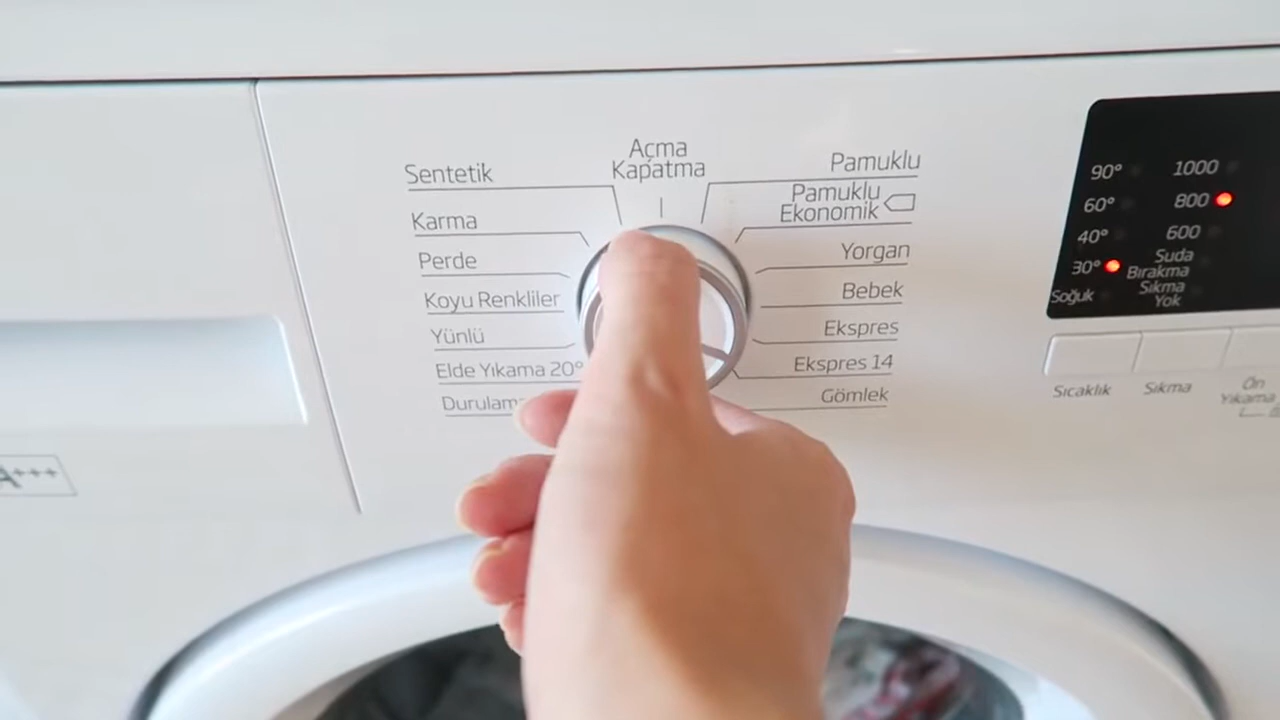 Açma
Kapatma
Sentetik
Karma
Perde
Koyu Renkliler
Yünlü
Elde Yıkama 20°
Pamuklu
Pamuklu
Ekonomik
Yorgan
Bebek
Ekspres
Ekspres 14
Gömlek
90°
60°
40°
30°
Soğuk
1000
800
600
Suda
Bırakma
Sıkma
Yok
Sıcaklık
Sıkma
Ön
Yıkama
A+++